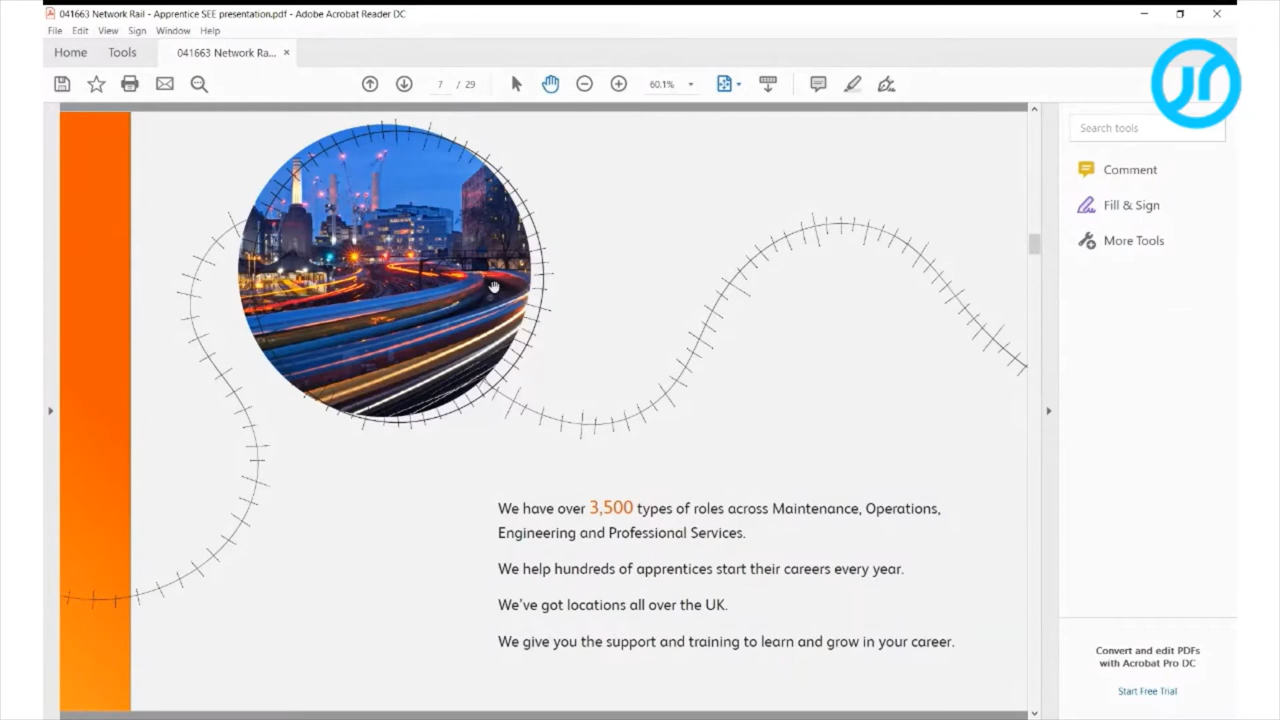 041663 Network Rail - Apprentice SEE presentation.pdf - Adobe Acrobat Reader DC
File Edit View Sign Window Help
Home Tools 041663 Network Ra... ×
7 / 29 60.1%
Search tools
Comment
Fill & Sign
More Tools
We have over 3,500 types of roles across Maintenance, Operations,
Engineering and Professional Services.
We help hundreds of apprentices start their careers every year.
We've got locations all over the UK.
We give you the support and training to learn and grow in your career.
Convert and edit PDFs
with Acrobat Pro DC
Start Free Trial